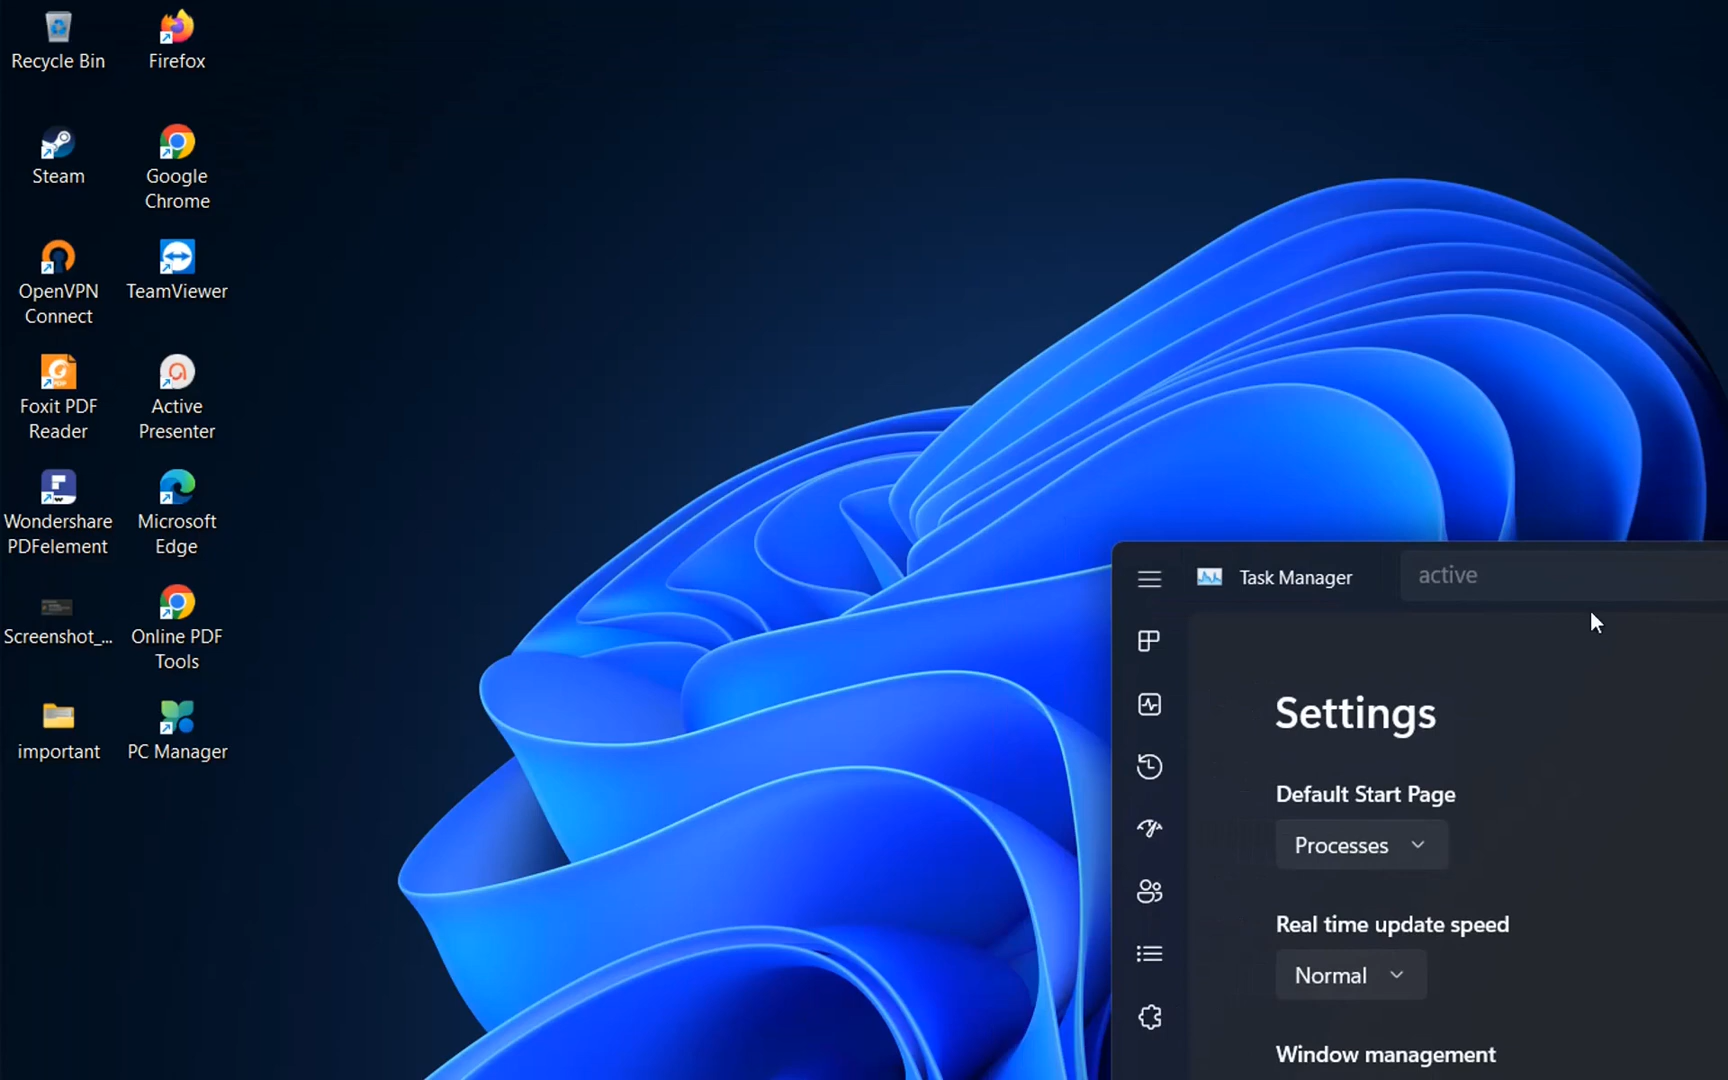 Recycle Bin
Firefox
Steam
Google
Chrome
OpenVPN
Connect
TeamViewer
Foxit PDF
Reader
Active
Presenter
Wondershare
PDFelement
Microsoft
Edge
Screenshot_...
Online PDF
Tools
important
PC Manager
Task Manager
active
Settings
Default Start Page
Processes
Real time update speed
Normal
Window management